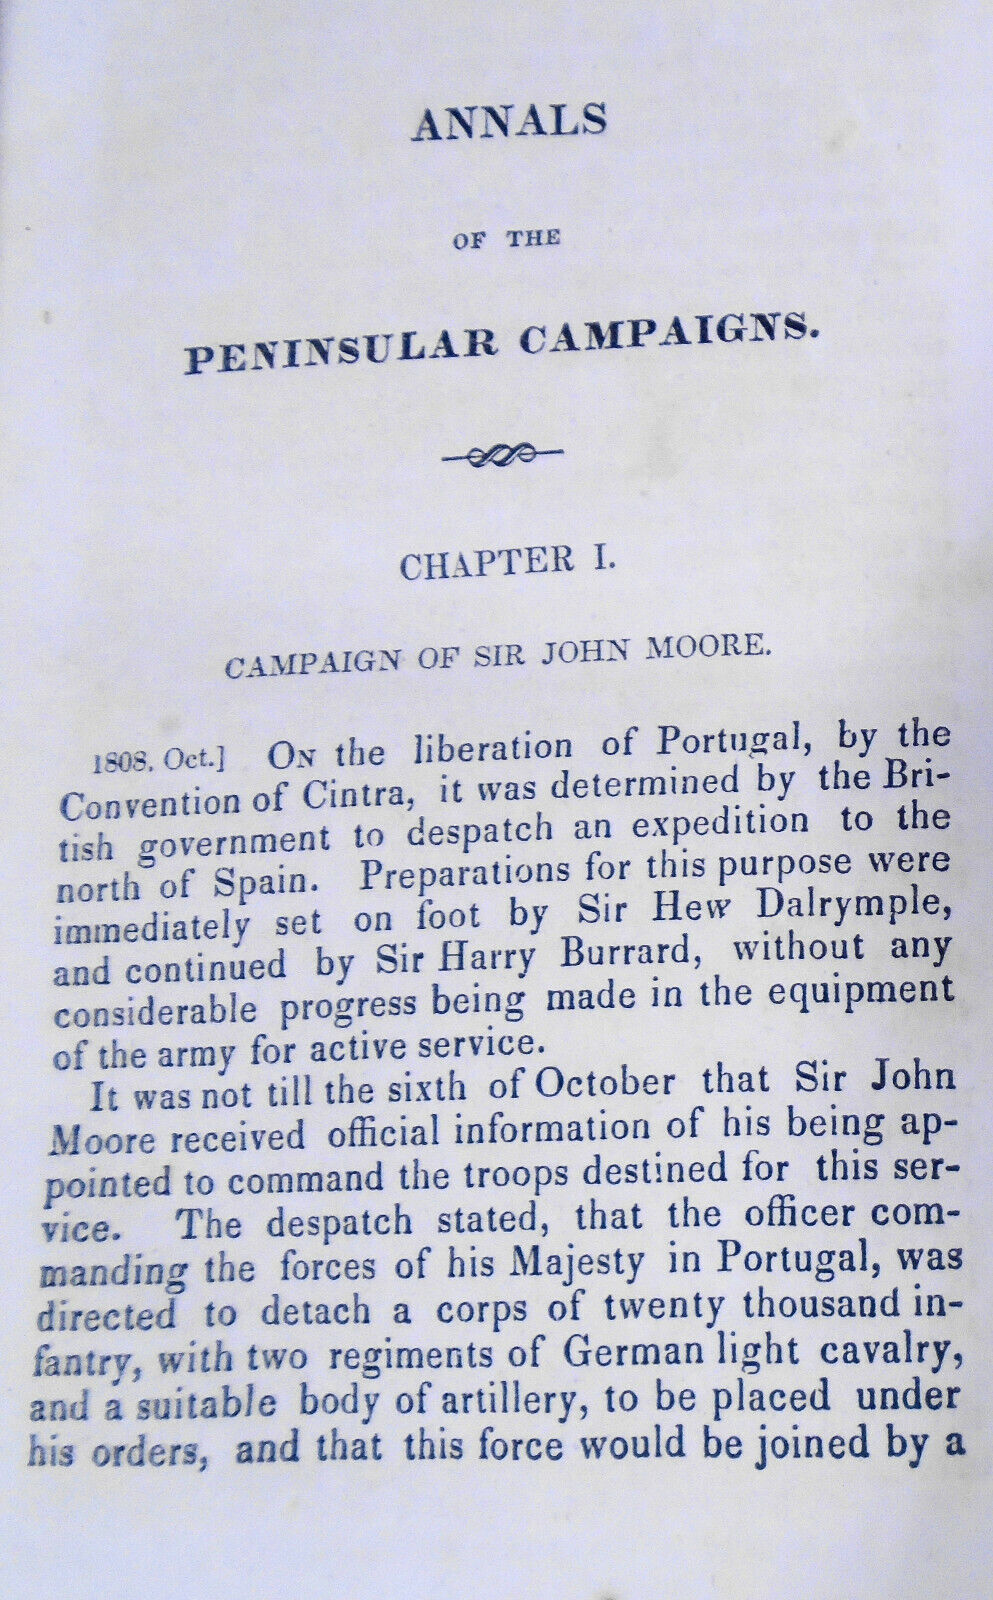 ANNALS
OF THE
PENINSULAR CAMPAIGNS.
CHAPTER I.
CAMPAIGN OF SIR JOHN MOORE.
1808. Oct.] ON the liberation of Portugal, by the
Convention of Cintra, it was determined by the Bri-
tish government to despatch an expedition to the
north of Spain. Preparations for this purpose were
immediately set on foot by Sir Hew Dalrymple,
and continued by Sir Harry Burrard, without any
considerable progress being made in the equipment
of the army for active service.
It was not till the sixth of October that Sir John
Moore received official information of his being ap-
pointed to command the troops destined for this ser-
vice. The despatch stated, that the officer com-
manding the forces of his Majesty in Portugal, was
directed to detach a corps of twenty thousand in-
fantry, with two regiments of German light cavalry,
and a suitable body of artillery, to be placed under
his orders, and that this force would be joined by a